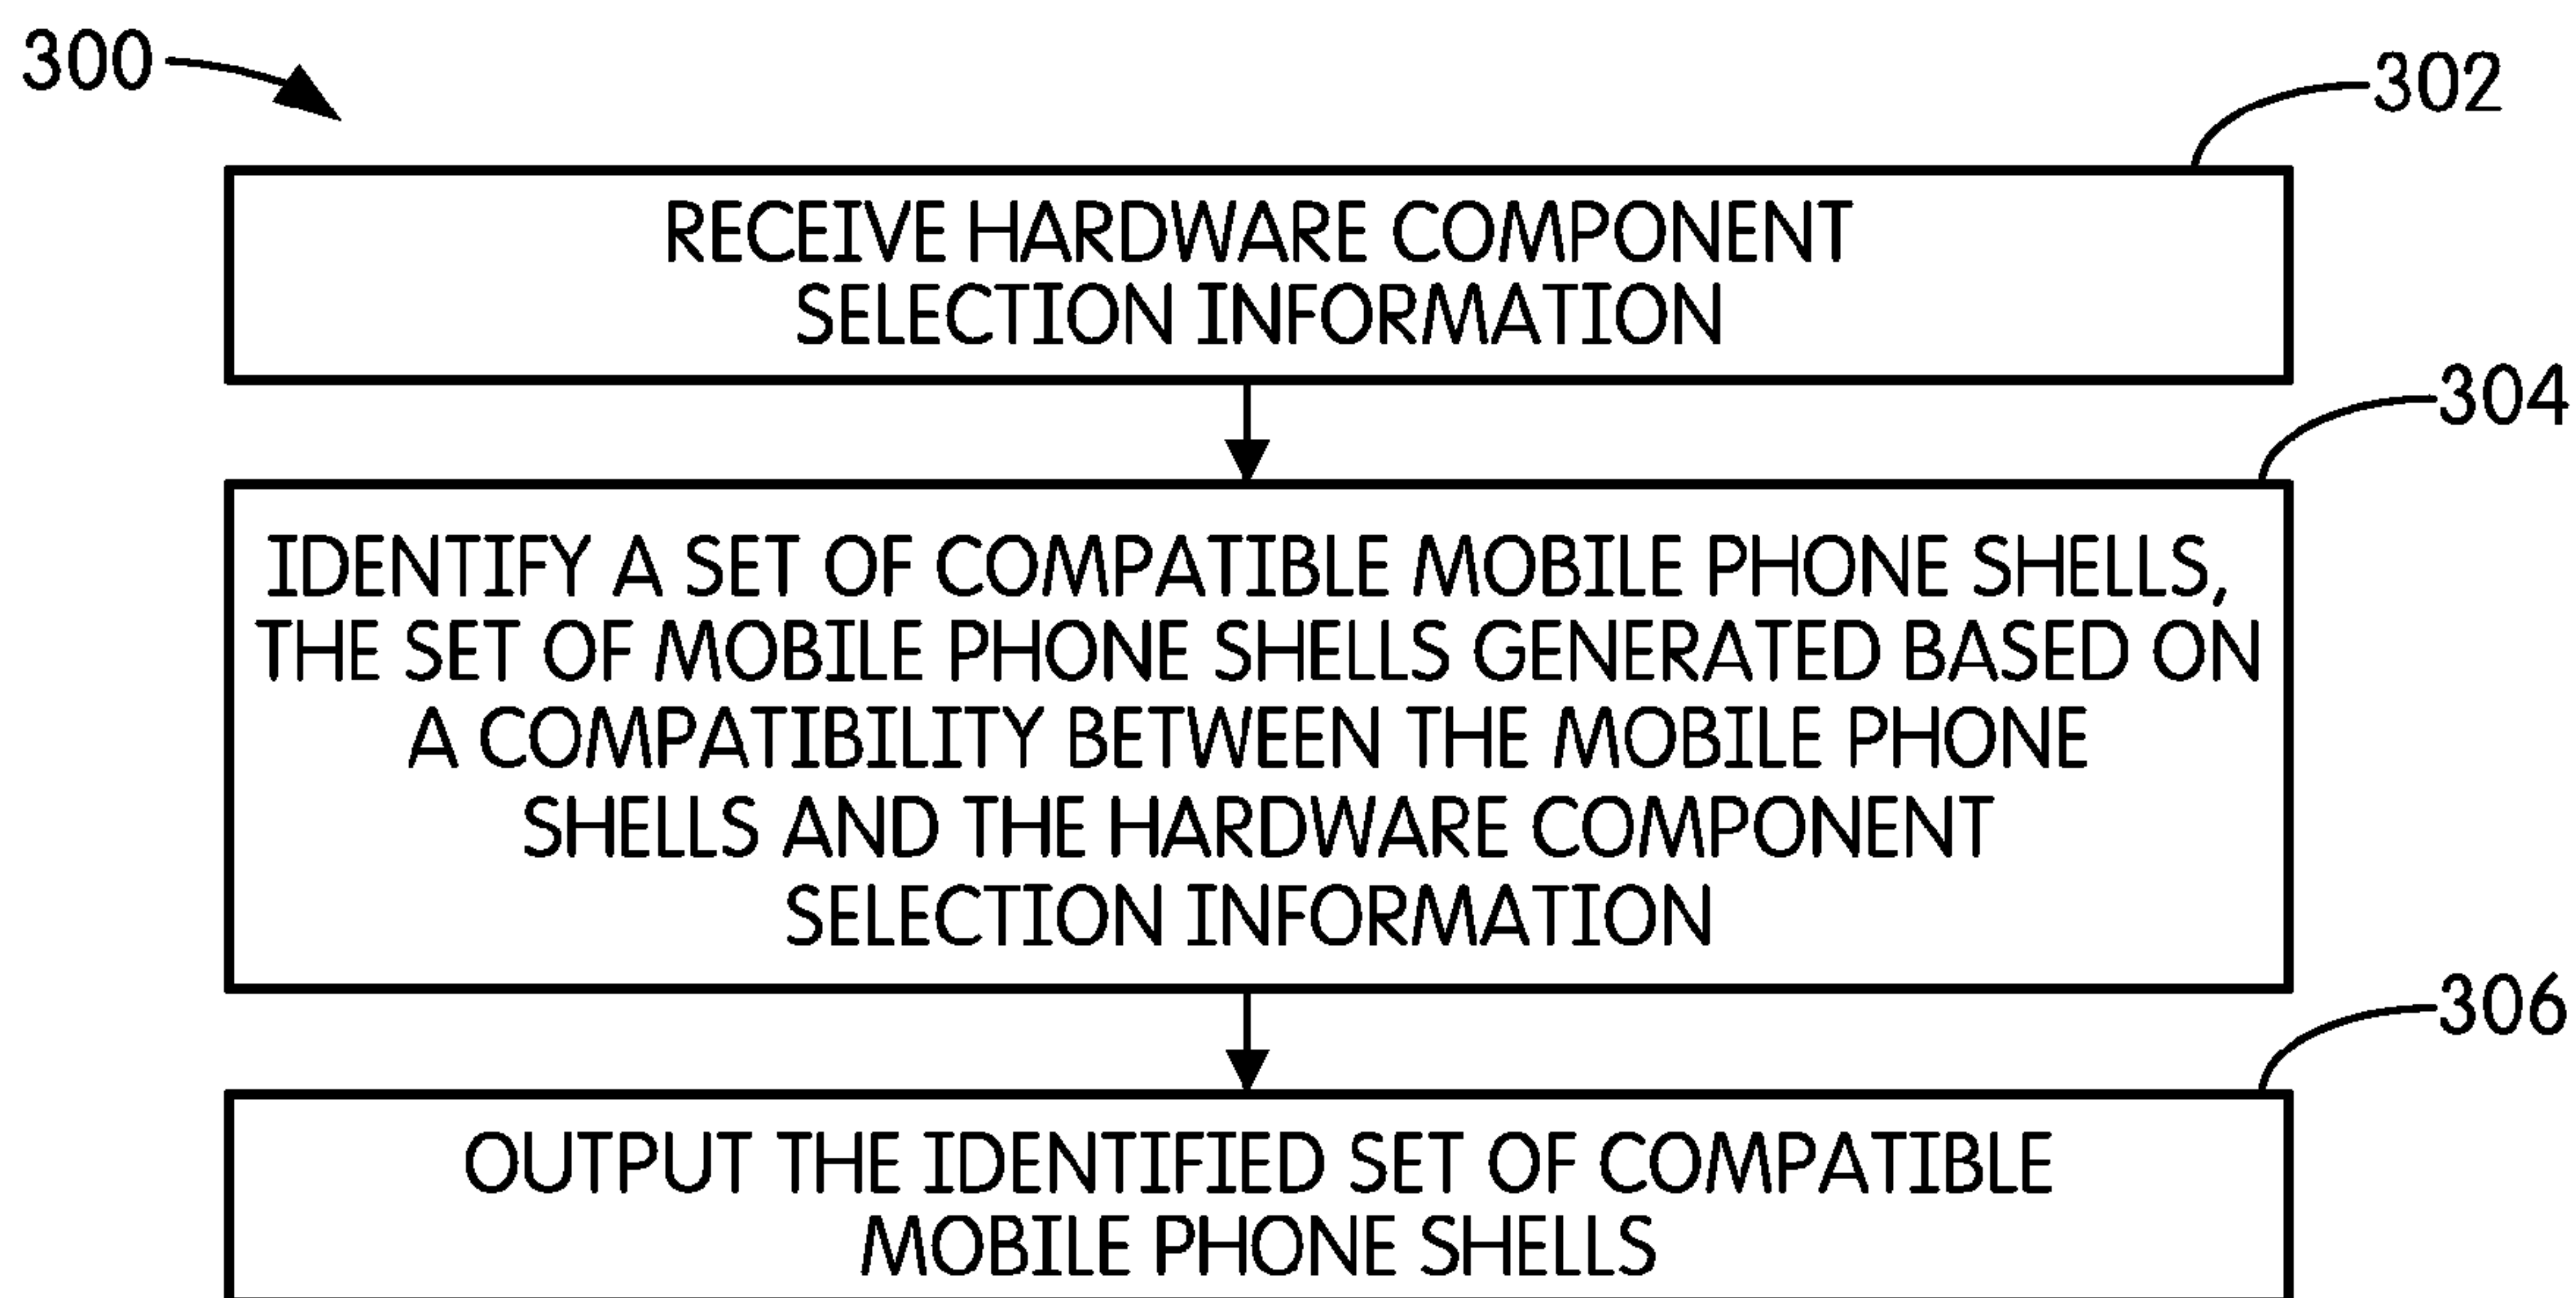 300
302
RECEIVE HARDWARE COMPONENT
SELECTION INFORMATION
304
IDENTIFY A SET OF COMPATIBLE MOBILE PHONE SHELLS,
THE SET OF MOBILE PHONE SHELLS GENERATED BASED ON
A COMPATIBILITY BETWEEN THE MOBILE PHONE
SHELLS AND THE HARDWARE COMPONENT
SELECTION INFORMATION
306
OUTPUT THE IDENTIFIED SET OF COMPATIBLE
MOBILE PHONE SHELLS